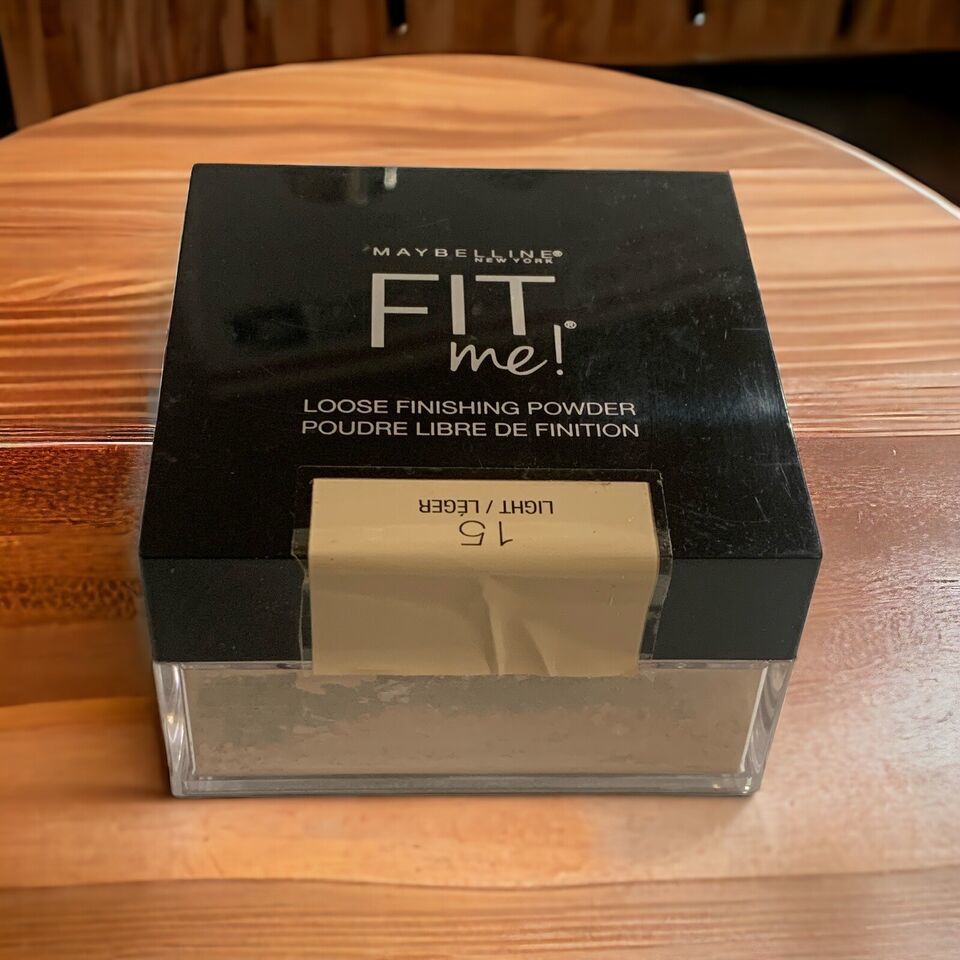 MAYBELLINE®
NEW YORK
FIT
me!®
LOOSE FINISHING POWDER
POUDRE LIBRE DE FINITION
15
LIGHT / LÉGER